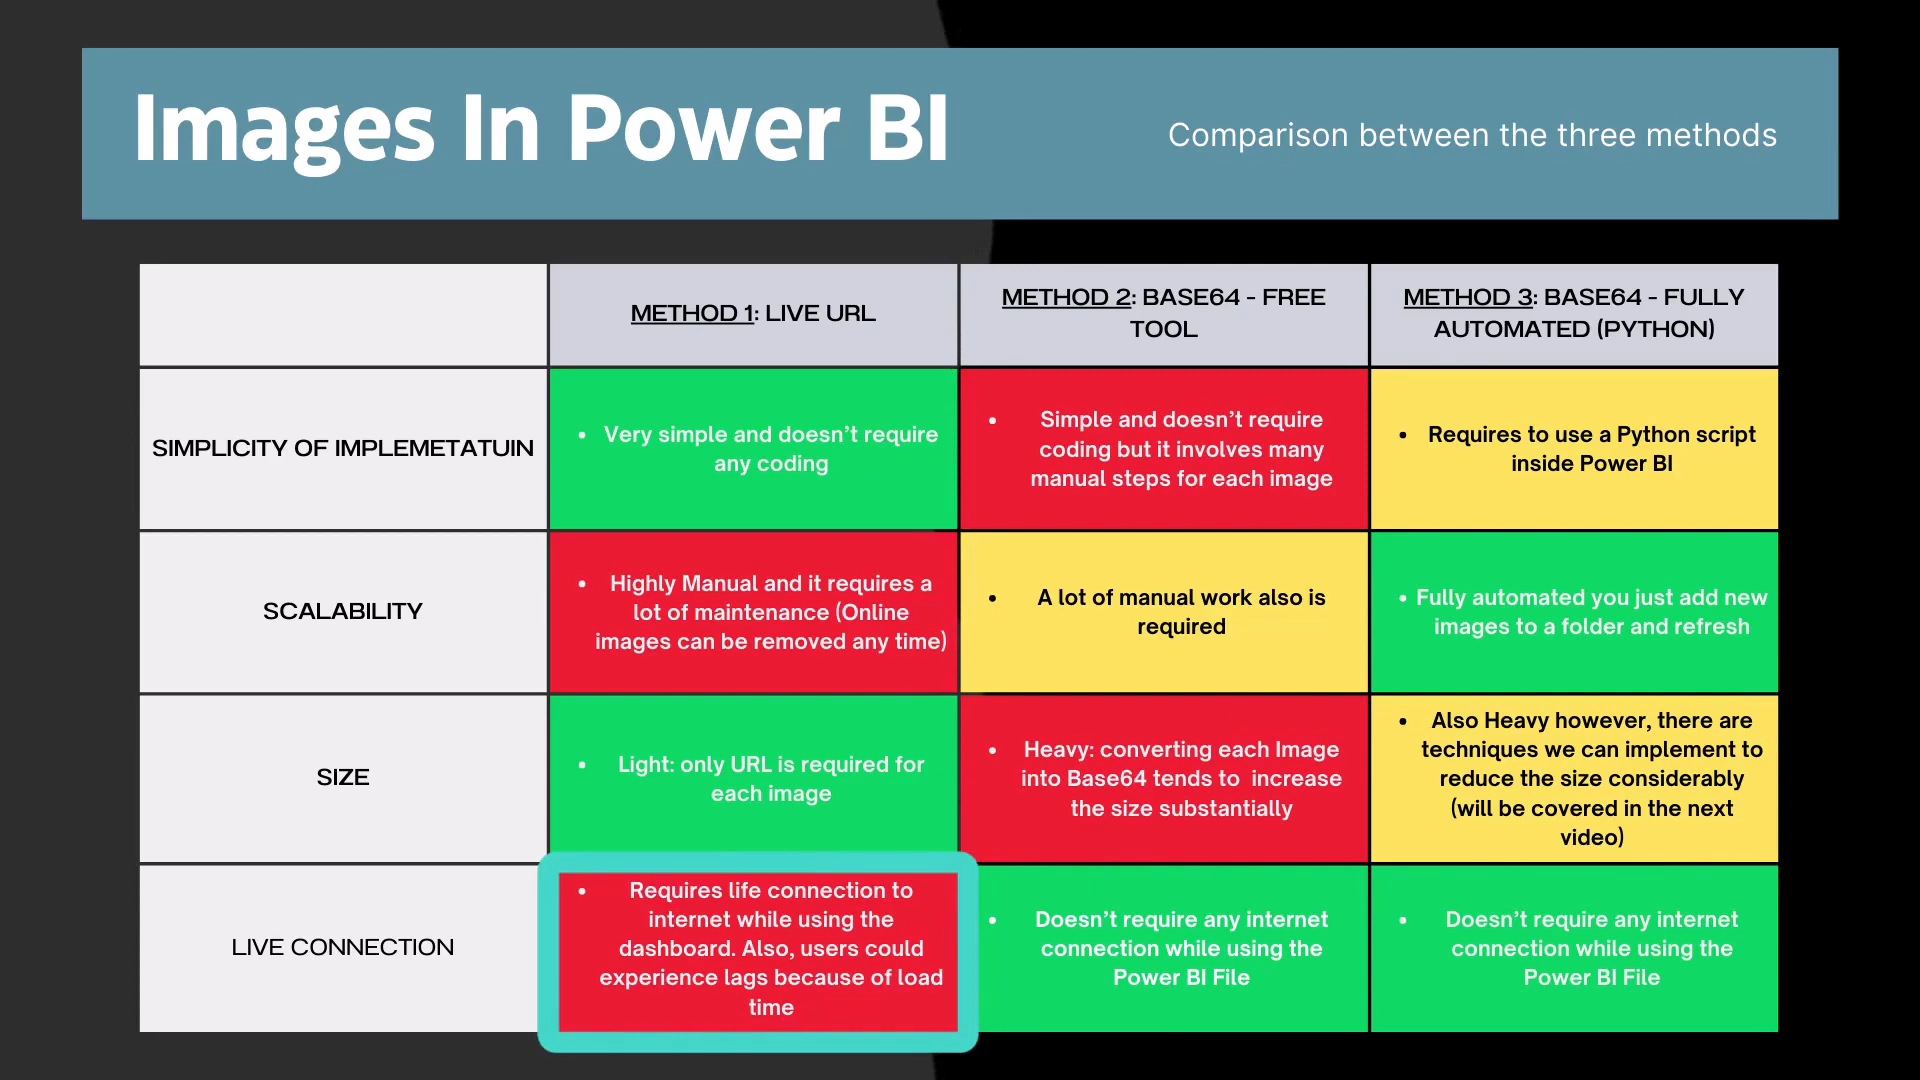 Images In Power BI
Comparison between the three methods
METHOD 1: LIVE URL
METHOD 2: BASE64 - FREE
TOOL
METHOD 3: BASE64 - FULLY
AUTOMATED (PYTHON)
SIMPLICITY OF IMPLEMETATUIN
• Very simple and doesn’t require
any coding
• Simple and doesn’t require
coding but it involves many
manual steps for each image
• Requires to use a Python script
inside Power BI
SCALABILITY
• Highly Manual and it requires a
lot of maintenance (Online
images can be removed any time)
• A lot of manual work also is
required
• Fully automated you just add new
images to a folder and refresh
SIZE
• Light: only URL is required for
each image
• Heavy: converting each Image
into Base64 tends to increase
the size substantially
• Also Heavy however, there are
techniques we can implement to
reduce the size considerably
(will be covered in the next
video)
LIVE CONNECTION
• Requires life connection to
internet while using the
dashboard. Also, users could
experience lags because of load
time
• Doesn’t require any internet
connection while using the
Power BI File
• Doesn’t require any internet
connection while using the
Power BI File